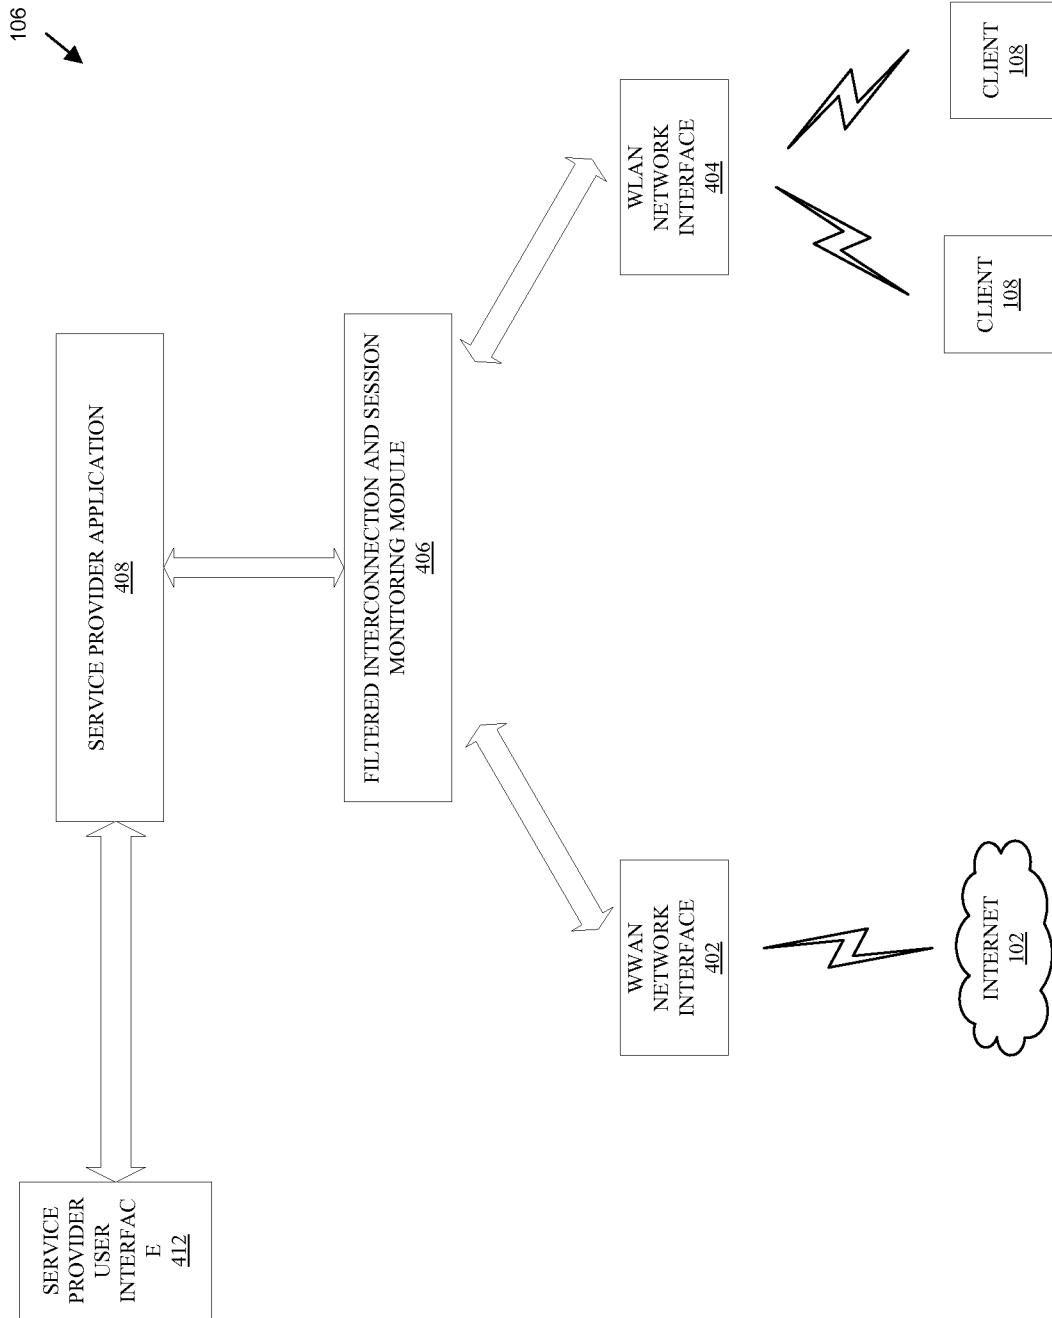 106
SERVICE
PROVIDER
USER
INTERFAC
E
412
SERVICE PROVIDER APPLICATION
408
FILTERED INTERCONNECTION AND SESSION
MONITORING MODULE
406
WWAN
NETWORK
INTERFACE
402
WLAN
NETWORK
INTERFACE
404
INTERNET
102
CLIENT
108
CLIENT
108